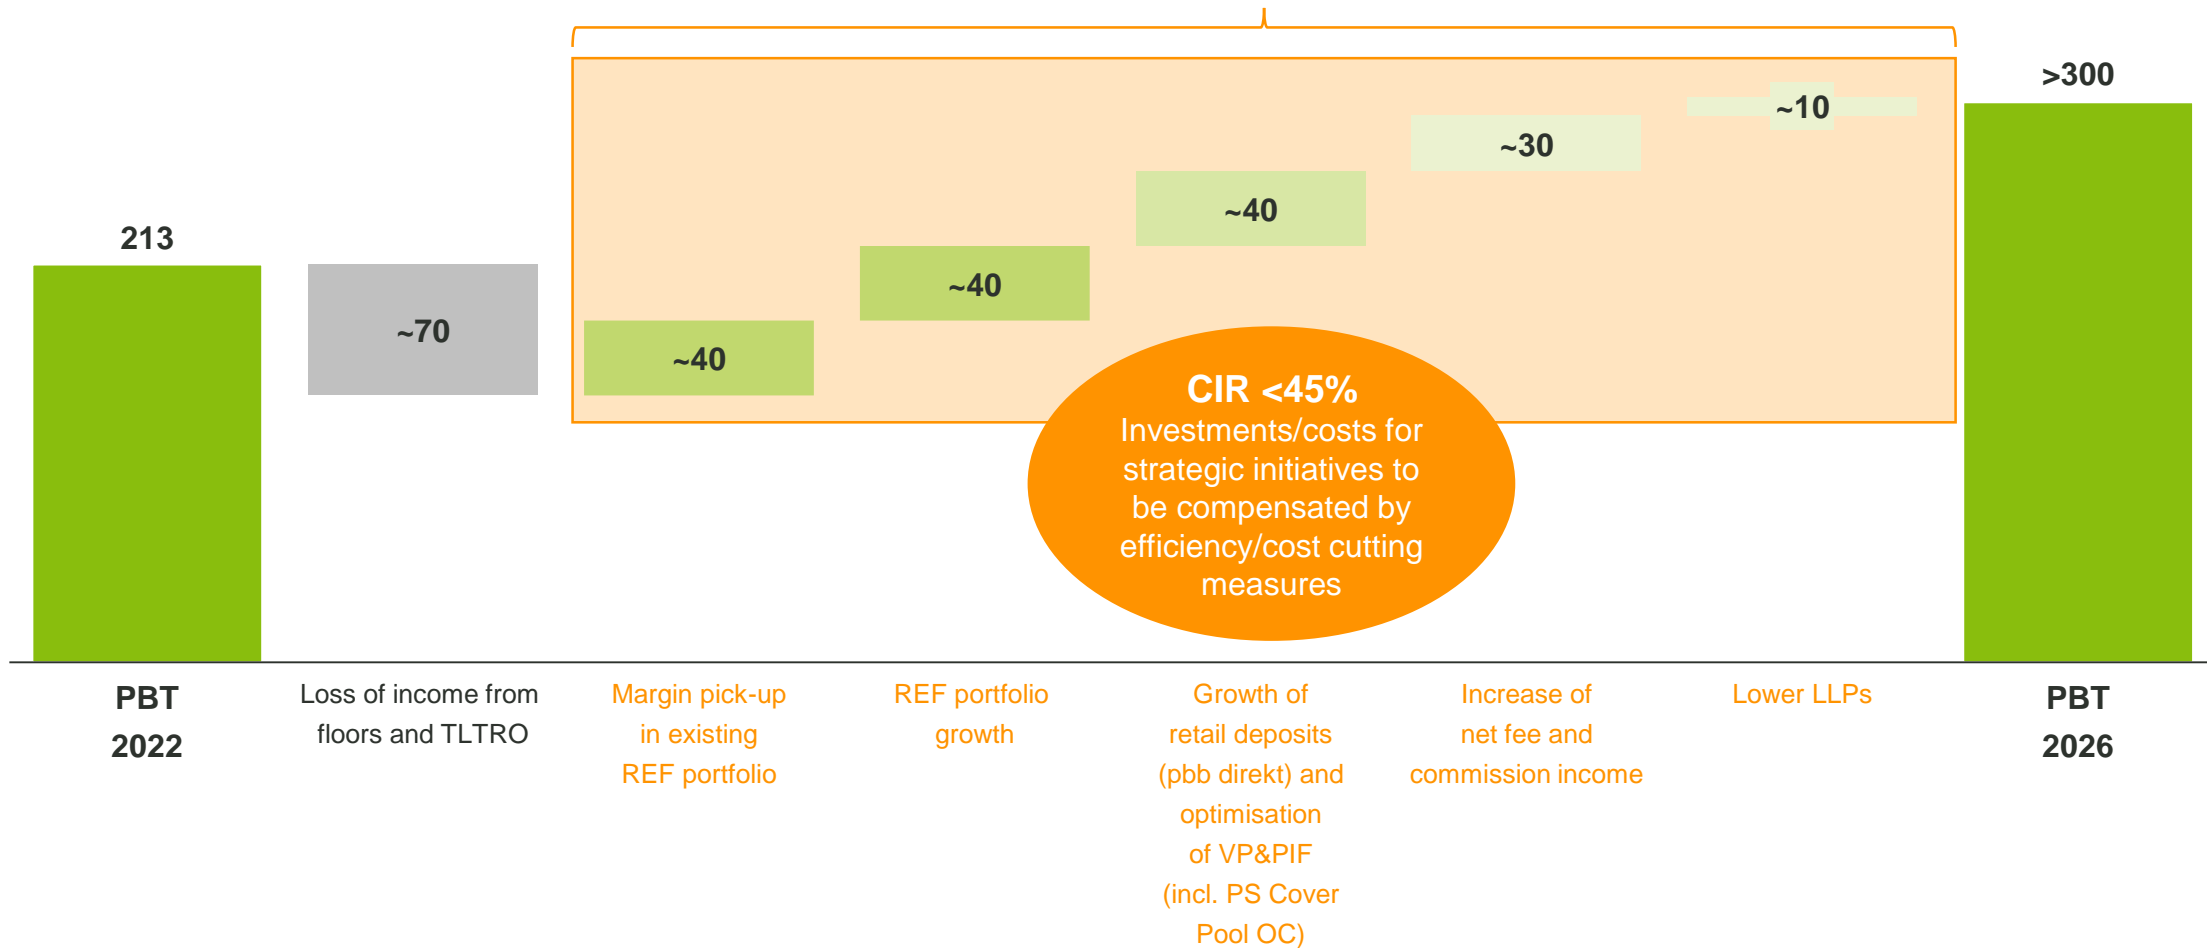 213
~70
~40
~40
~40
~30
~10
>300
CIR <45%
Investments/costs for
strategic initiatives to
be compensated by
efficiency/cost cutting
measures
PBT
2022
Loss of income from
floors and TLTRO
Margin pick-up
in existing
REF portfolio
REF portfolio
growth
Growth of
retail deposits
(pbb direkt) and
optimisation
of VP&PIF
(incl. PS Cover
Pool OC)
Increase of
net fee and
commission income
Lower LLPs
PBT
2026